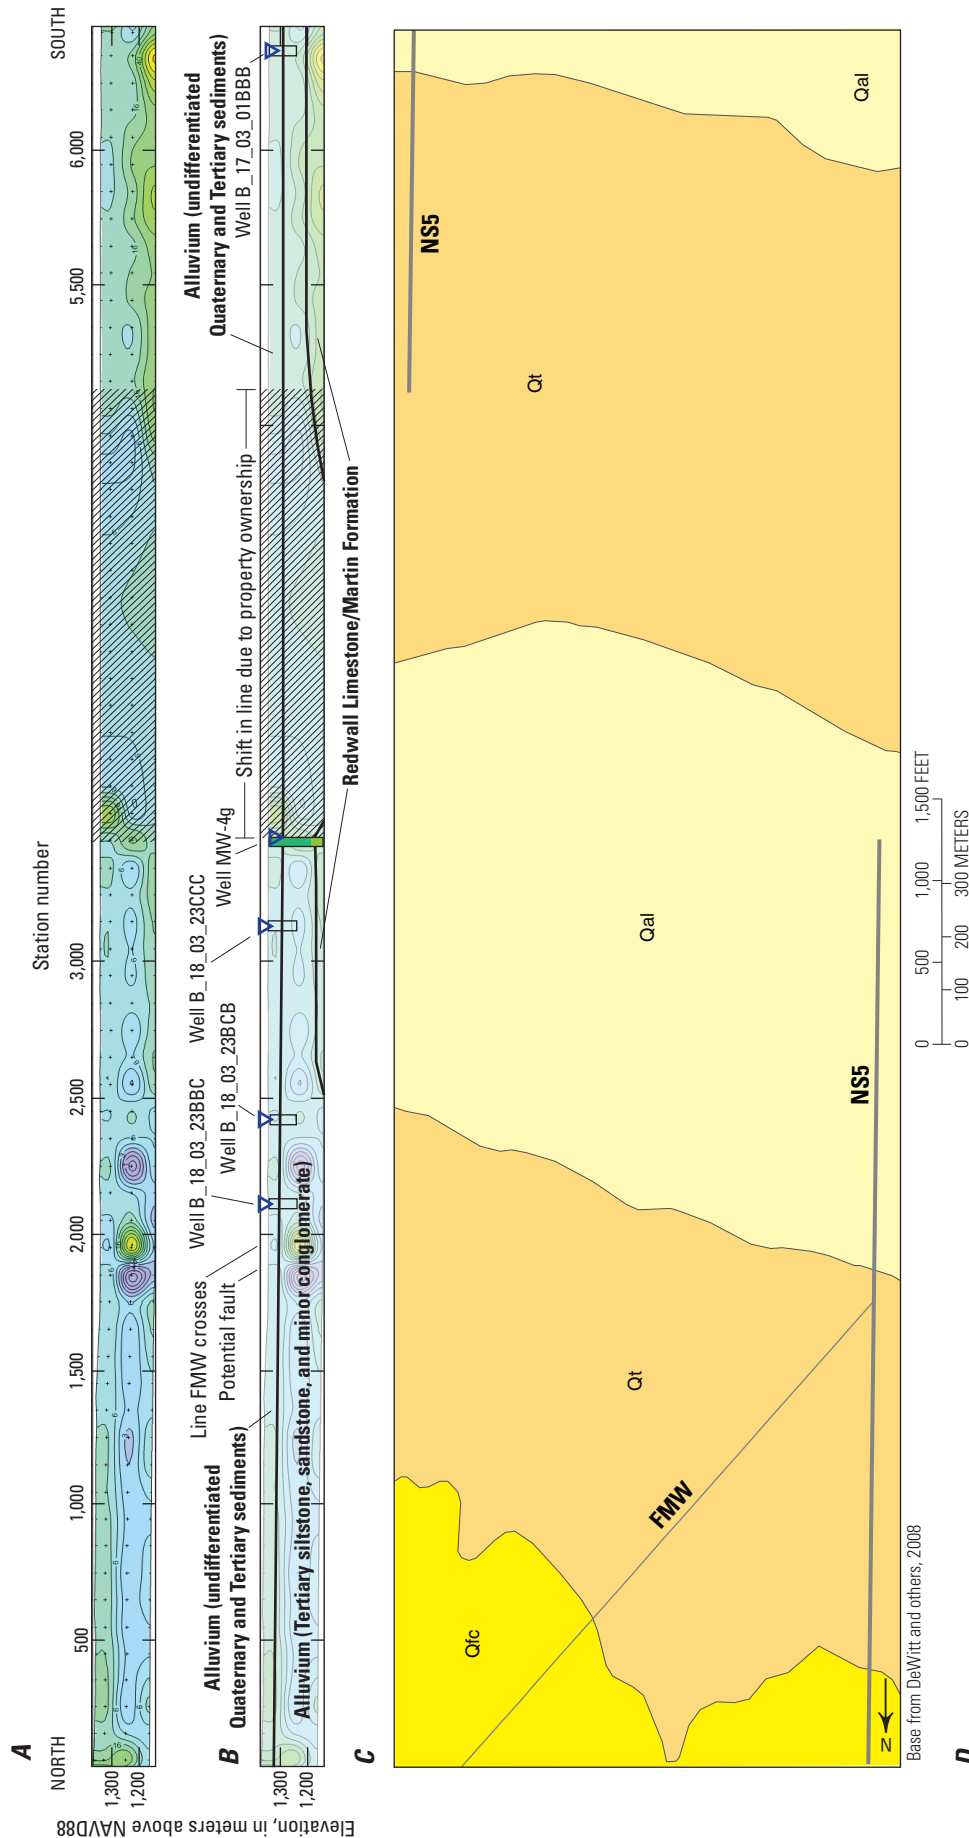 A
NORTH
SOUTH
Station number
500
1,000
1,500
2,000
2,500
3,000
5,500
6,000
1,300
1,200
B
Elevation, in meters above NAVD88
1,300
1,200
Alluvium (undifferentiated
Quaternary and Tertiary sediments)
Line FMW crosses
Potential fault
Well B_18_03_23BBC
Well B_18_03_23BCB
Well B_18_03_23CCC
Well MW-4g
Shift in line due to property ownership
Alluvium (undifferentiated
Quaternary and Tertiary sediments)
Well B_17_03_01BBB
Alluvium (Tertiary siltstone, sandstone, and minor conglomerate)
Redwall Limestone/Martin Formation
C
Qfc
Qt
Qal
Qt
Qal
FMW
NS5
NS5
N
Base from DeWitt and others, 2008
0
500
1,000
1,500 FEET
0
100
200
300 METERS
D